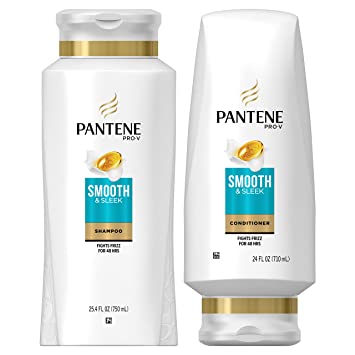 PANTENE
PRO-V
SMOOTH
& SLEEK
SHAMPOO
FIGHTS FRIZZ
FOR 48 HRS
25.4 FL OZ (750 mL)
PANTENE
PRO-V
SMOOTH
& SLEEK
CONDITIONER
FIGHTS FRIZZ
FOR 48 HRS
24 FL OZ (710 mL)